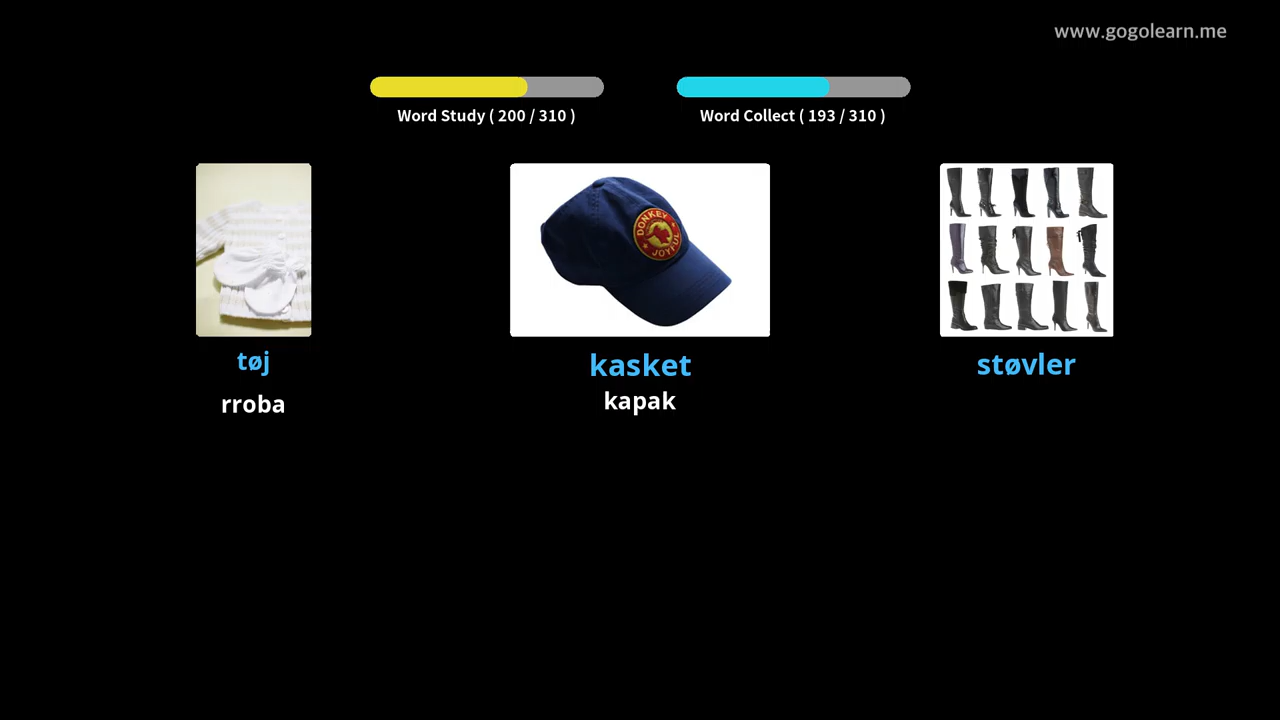 www.gogolearn.me
Word Study ( 200 / 310 )
Word Collect ( 193 / 310 )
DONKEY
JOYFUL
tøj
kasket
støvler
rroba
kapak